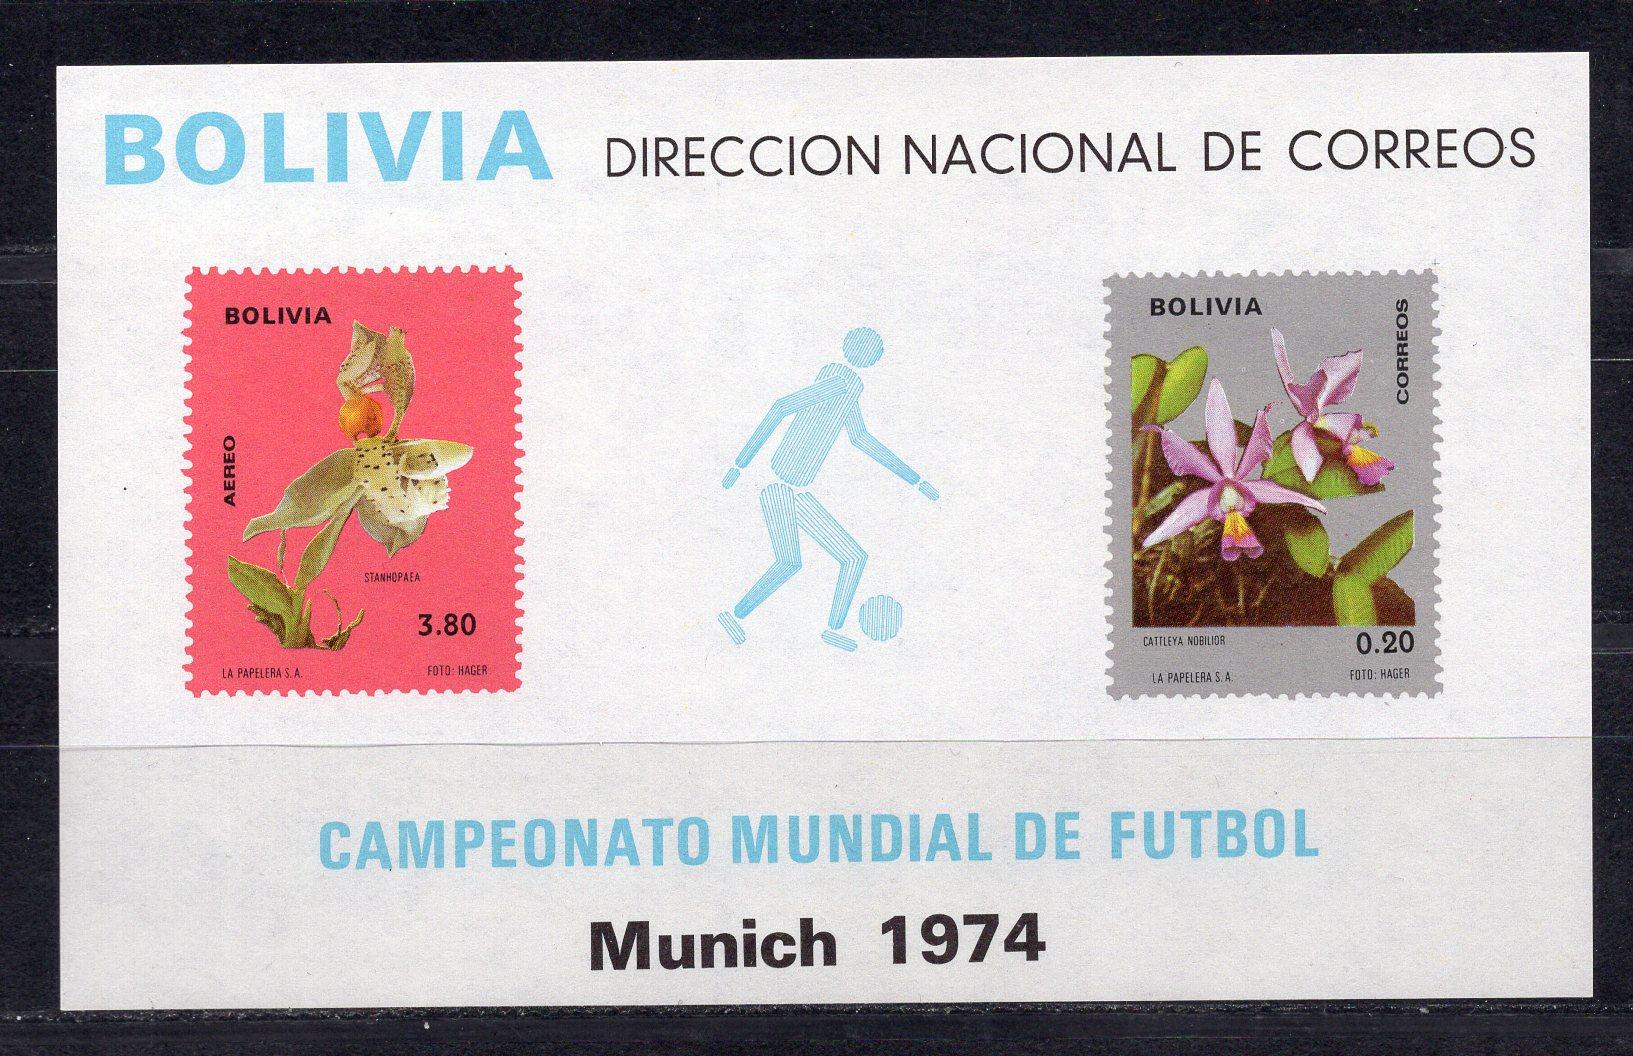 BOLIVIA DIRECCION NACIONAL DE CORREOS
BOLIVIA
AEREO
STANHOPAEA
3.80
LA PAPELERA S.A.
FOTO: HAGER
BOLIVIA
CORREOS
CATTLEYA NOBILIOR
0.20
LA PAPELERA S.A.
FOTO: HAGER
CAMPEONATO MUNDIAL DE FUTBOL
Munich 1974